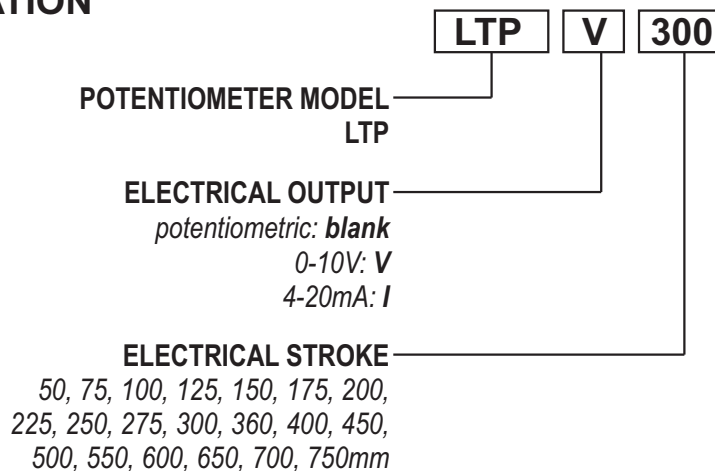 LTP V 300
POTENTIOMETER MODEL
LTP
ELECTRICAL OUTPUT
potentiometric: blank
0-10V: V
4-20mA: I
ELECTRICAL STROKE
50, 75, 100, 125, 150, 175, 200,
225, 250, 275, 300, 360, 400, 450,
500, 550, 600, 650, 700, 750mm